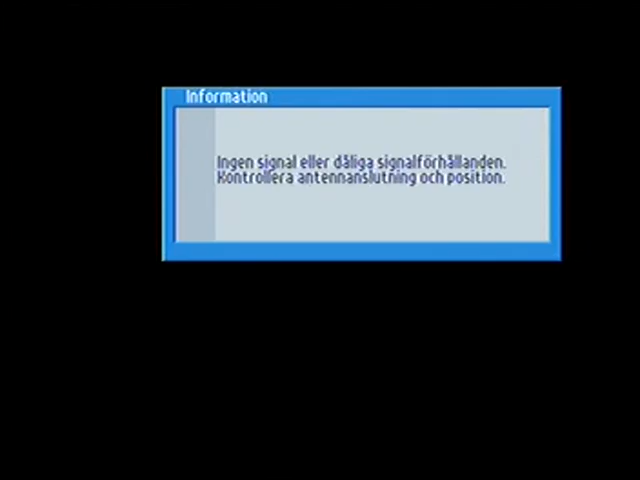 Information
Ingen signal eller dåliga signalförhållanden.
Kontrollera antennanslutning och position.